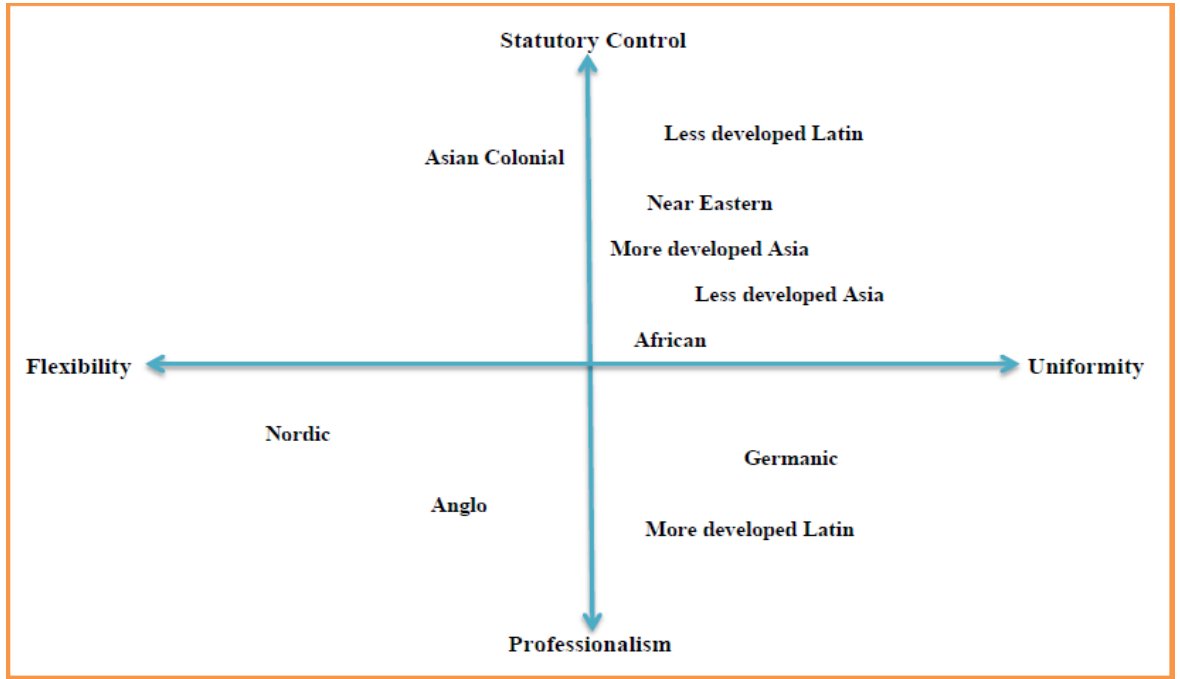 Statutory Control
Less developed Latin
Asian Colonial
Near Eastern
More developed Asia
Less developed Asia
African
Flexibility
Uniformity
Nordic
Germanic
Anglo
More developed Latin
Professionalism